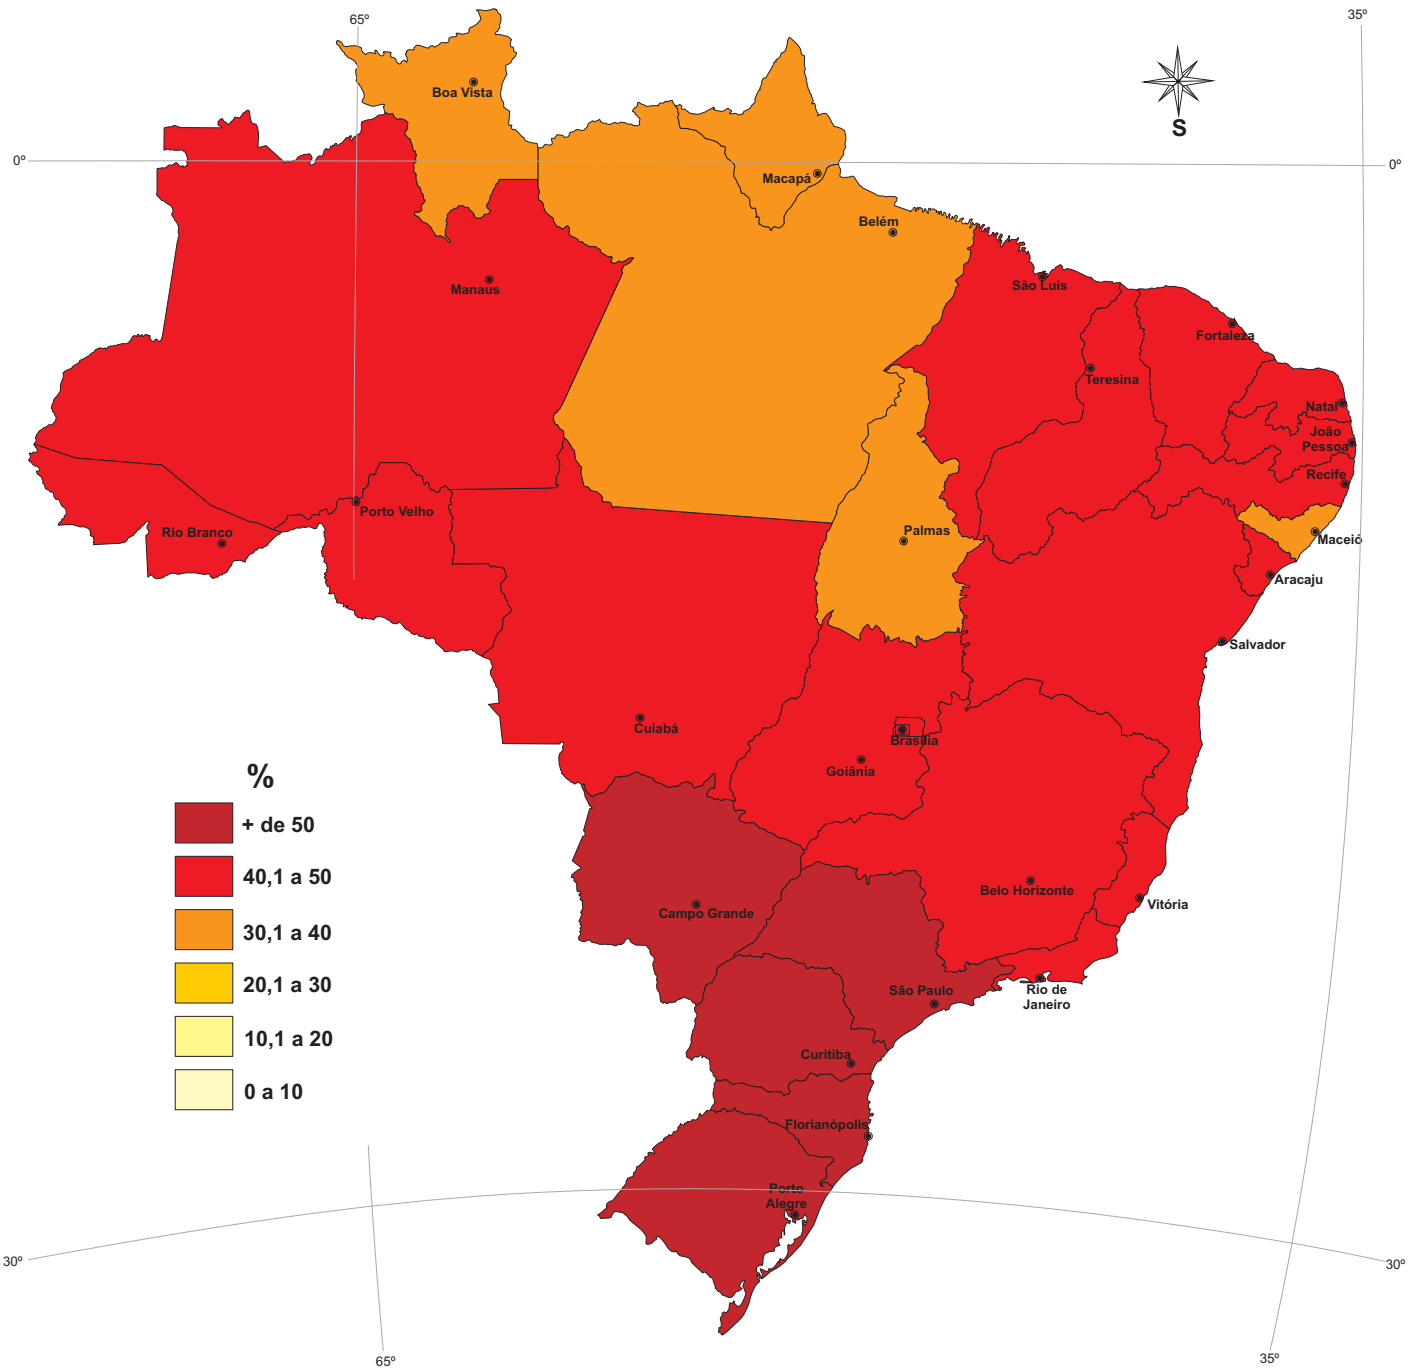 65º
35º
Boa Vista
S
0º
0º
Macapá
Belém
Manaus
São Luis
Fortaleza
Teresina
Natal
João
Pessoa
Recife
Porto Velho
Rio Branco
Palmas
Maceió
Aracaju
Salvador
Cuiabá
Brasília
Goiânia
%
+ de 50
40,1 a 50
30,1 a 40
20,1 a 30
10,1 a 20
0 a 10
Belo Horizonte
Vitória
Campo Grande
São Paulo
Rio de
Janeiro
Curitiba
Florianópolis
Porto
Alegre
30º
30º
65º
35º